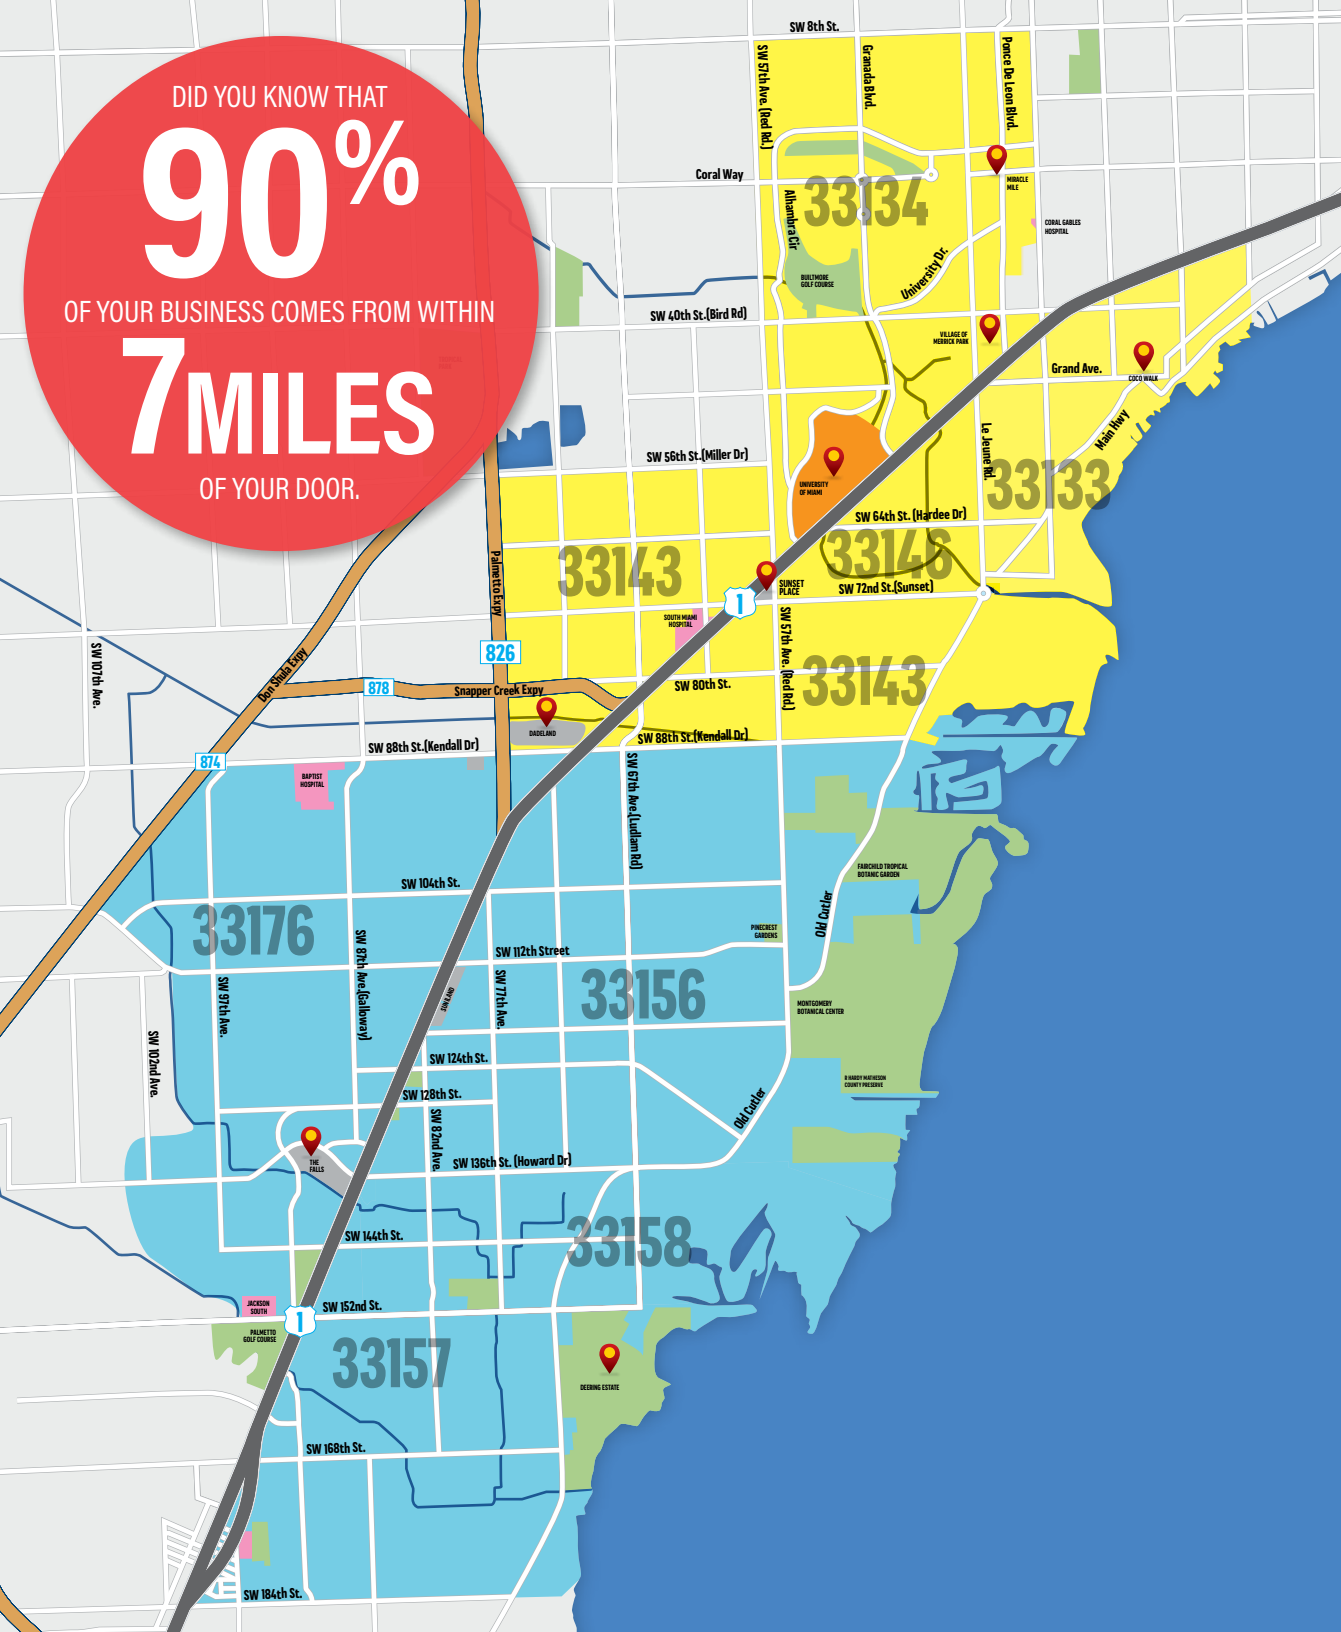 DID YOU KNOW THAT
90%
OF YOUR BUSINESS COMES FROM WITHIN
7 MILES
OF YOUR DOOR.
SW 8th St.
SW 57th Ave. (Red Rd.)
Granada Blvd.
Ponce De Leon Blvd.
Coral Way
MIRACLE
MILE
33134
Alhambra Cir
CORAL GABLES
HOSPITAL
University Dr.
BUILTMORE
GOLF COURSE
SW 40th St.(Bird Rd)
VILLAGE OF
MERRICK PARK
Grand Ave.
COCO WALK
Main Hwy
Le Jeune Rd.
SW 56th St.(Miller Dr)
UNIVERSITY
OF MIAMI
33133
SW 64th St. (Hardee Dr)
33143
33146
Palmetto Expy
SUNSET
PLACE
SW 72nd St.(Sunset)
1
SOUTH MIAMI
HOSPITAL
SW 57th Ave. (Red Rd.)
826
SW 107th Ave.
Don Shula Expy
878
Snapper Creek Expy
SW 80th St.
33143
DADELAND
SW 88th St.(Kendall Dr)
SW 88th St.(Kendall Dr)
874
BAPTIST
HOSPITAL
SW 67th Ave.(Ludlam Rd)
FAIRCHILD TROPICAL
BOTANIC GARDEN
SW 104th St.
Old Cutler
33176
PINECREST
GARDENS
SW 87th Ave.(Galloway)
SW 112th Street
SW 97th Ave.
SUNILAND
SW 77th Ave.
33156
MONTGOMERY
BOTANICAL CENTER
SW 102nd Ave.
SW 124th St.
R HARDY MATHESON
COUNTY PRESERVE
SW 128th St.
Old Cutler
SW 82nd Ave.
THE
FALLS
SW 136th St. (Howard Dr)
SW 144th St.
33158
JACKSON
SOUTH
SW 152nd St.
1
PALMETTO
GOLF COURSE
33157
DEERING ESTATE
SW 168th St.
SW 184th St.